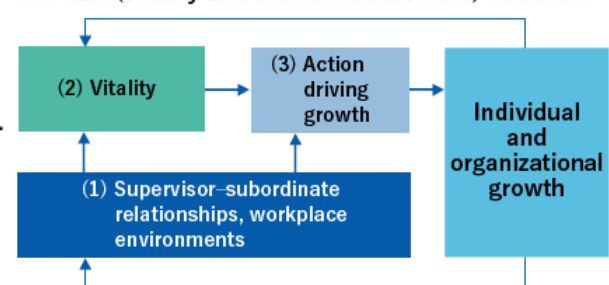 (2) Vitality
(3) Action
driving
growth
Individual
and
organizational
growth
(1) Supervisor–subordinate
relationships, workplace
environments